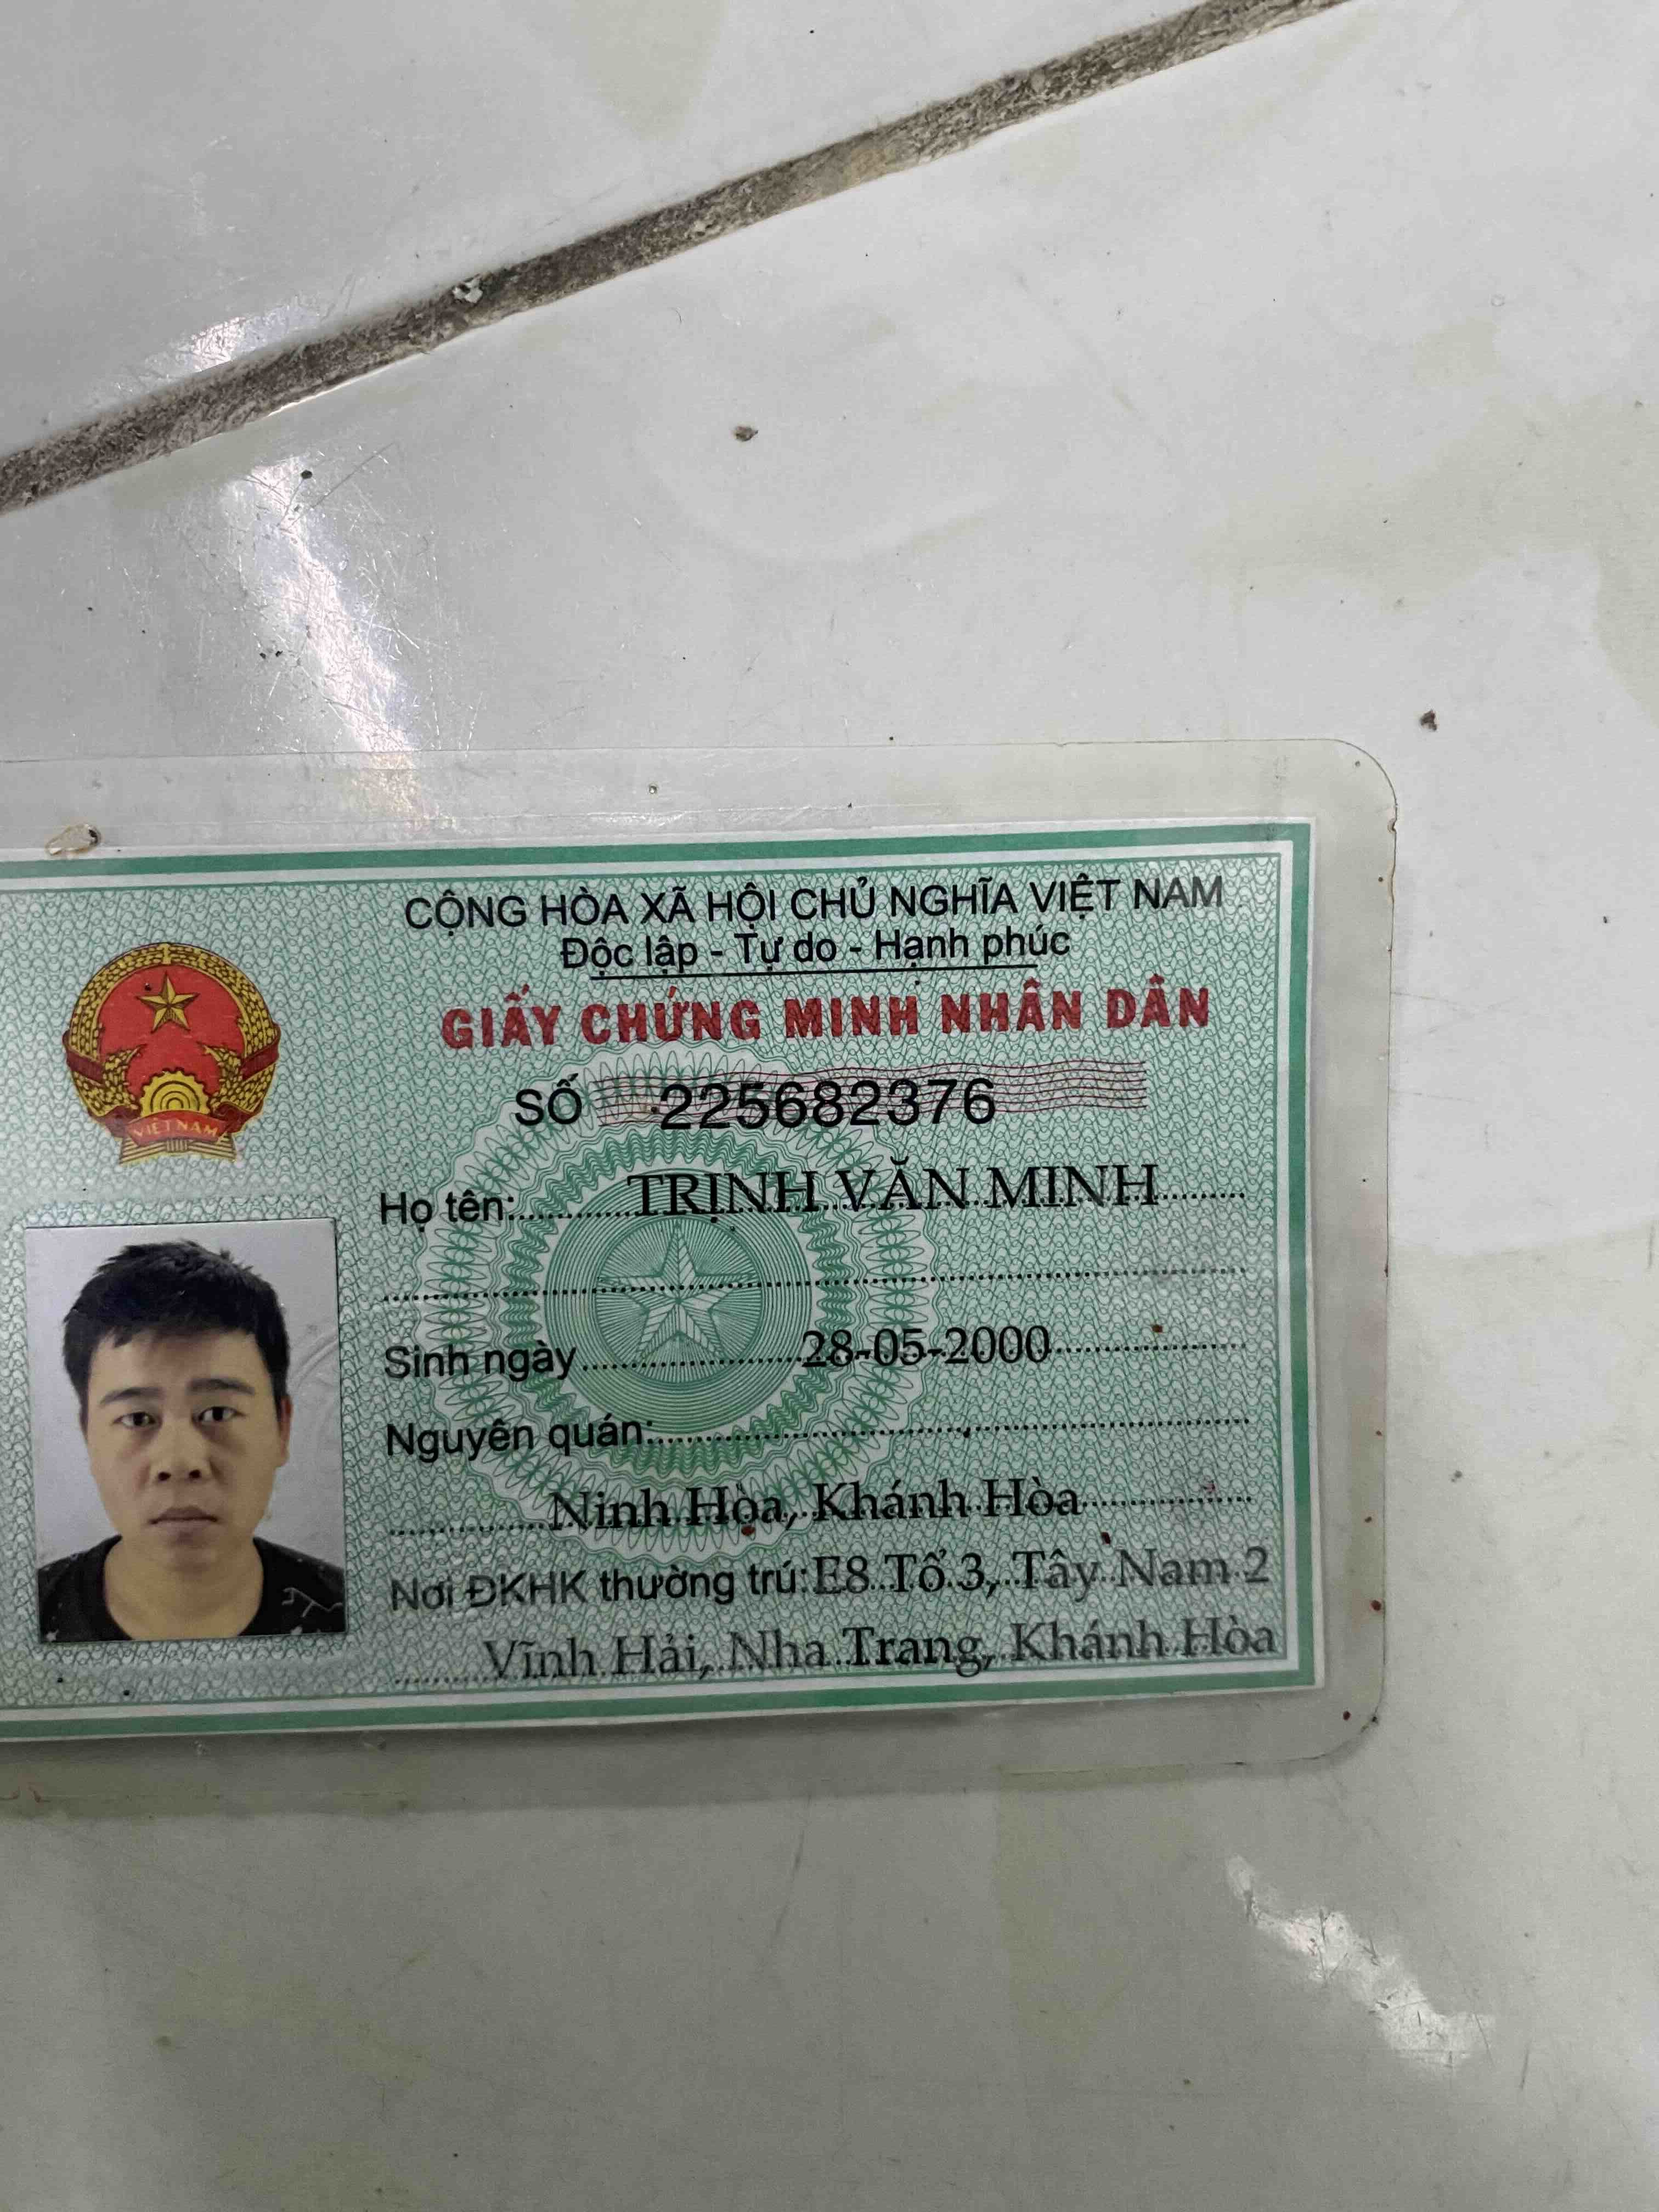 CỘNG HÒA XÃ HỘI CHỦ NGHĨA VIỆT NAM
Độc lập - Tự do - Hạnh phúc
GIẤY CHỨNG MINH NHÂN DÂN
SỐ 225682376
VIET NAM
Họ tên: TRỊNH VĂN MINH
Sinh ngày 28-05-2000
Nguyên quán:
Ninh Hòa, Khánh Hòa
Nơi ĐKHK thường trú: E8 Tổ 3, Tây Nam 2
Vĩnh Hải, Nha Trang, Khánh Hòa